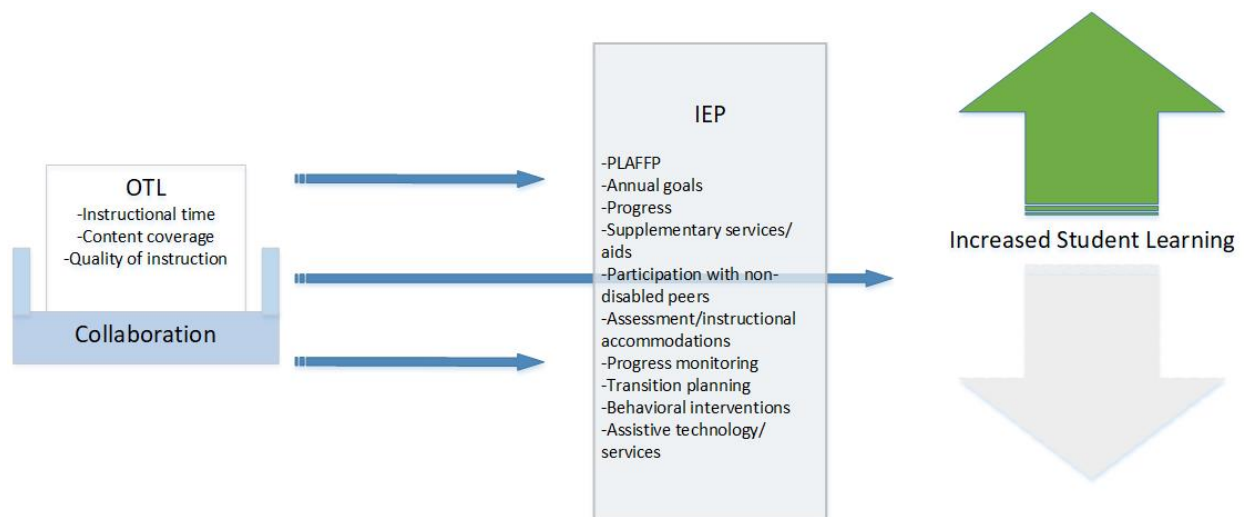 OTL
-Instructional time
-Content coverage
-Quality of instruction
Collaboration
IEP
-PLAFFP
-Annual goals
-Progress
-Supplementary services/
aids
-Participation with non-
disabled peers
-Assessment/instructional
accommodations
-Progress monitoring
-Transition planning
-Behavioral interventions
-Assistive technology/
services
Increased Student Learning